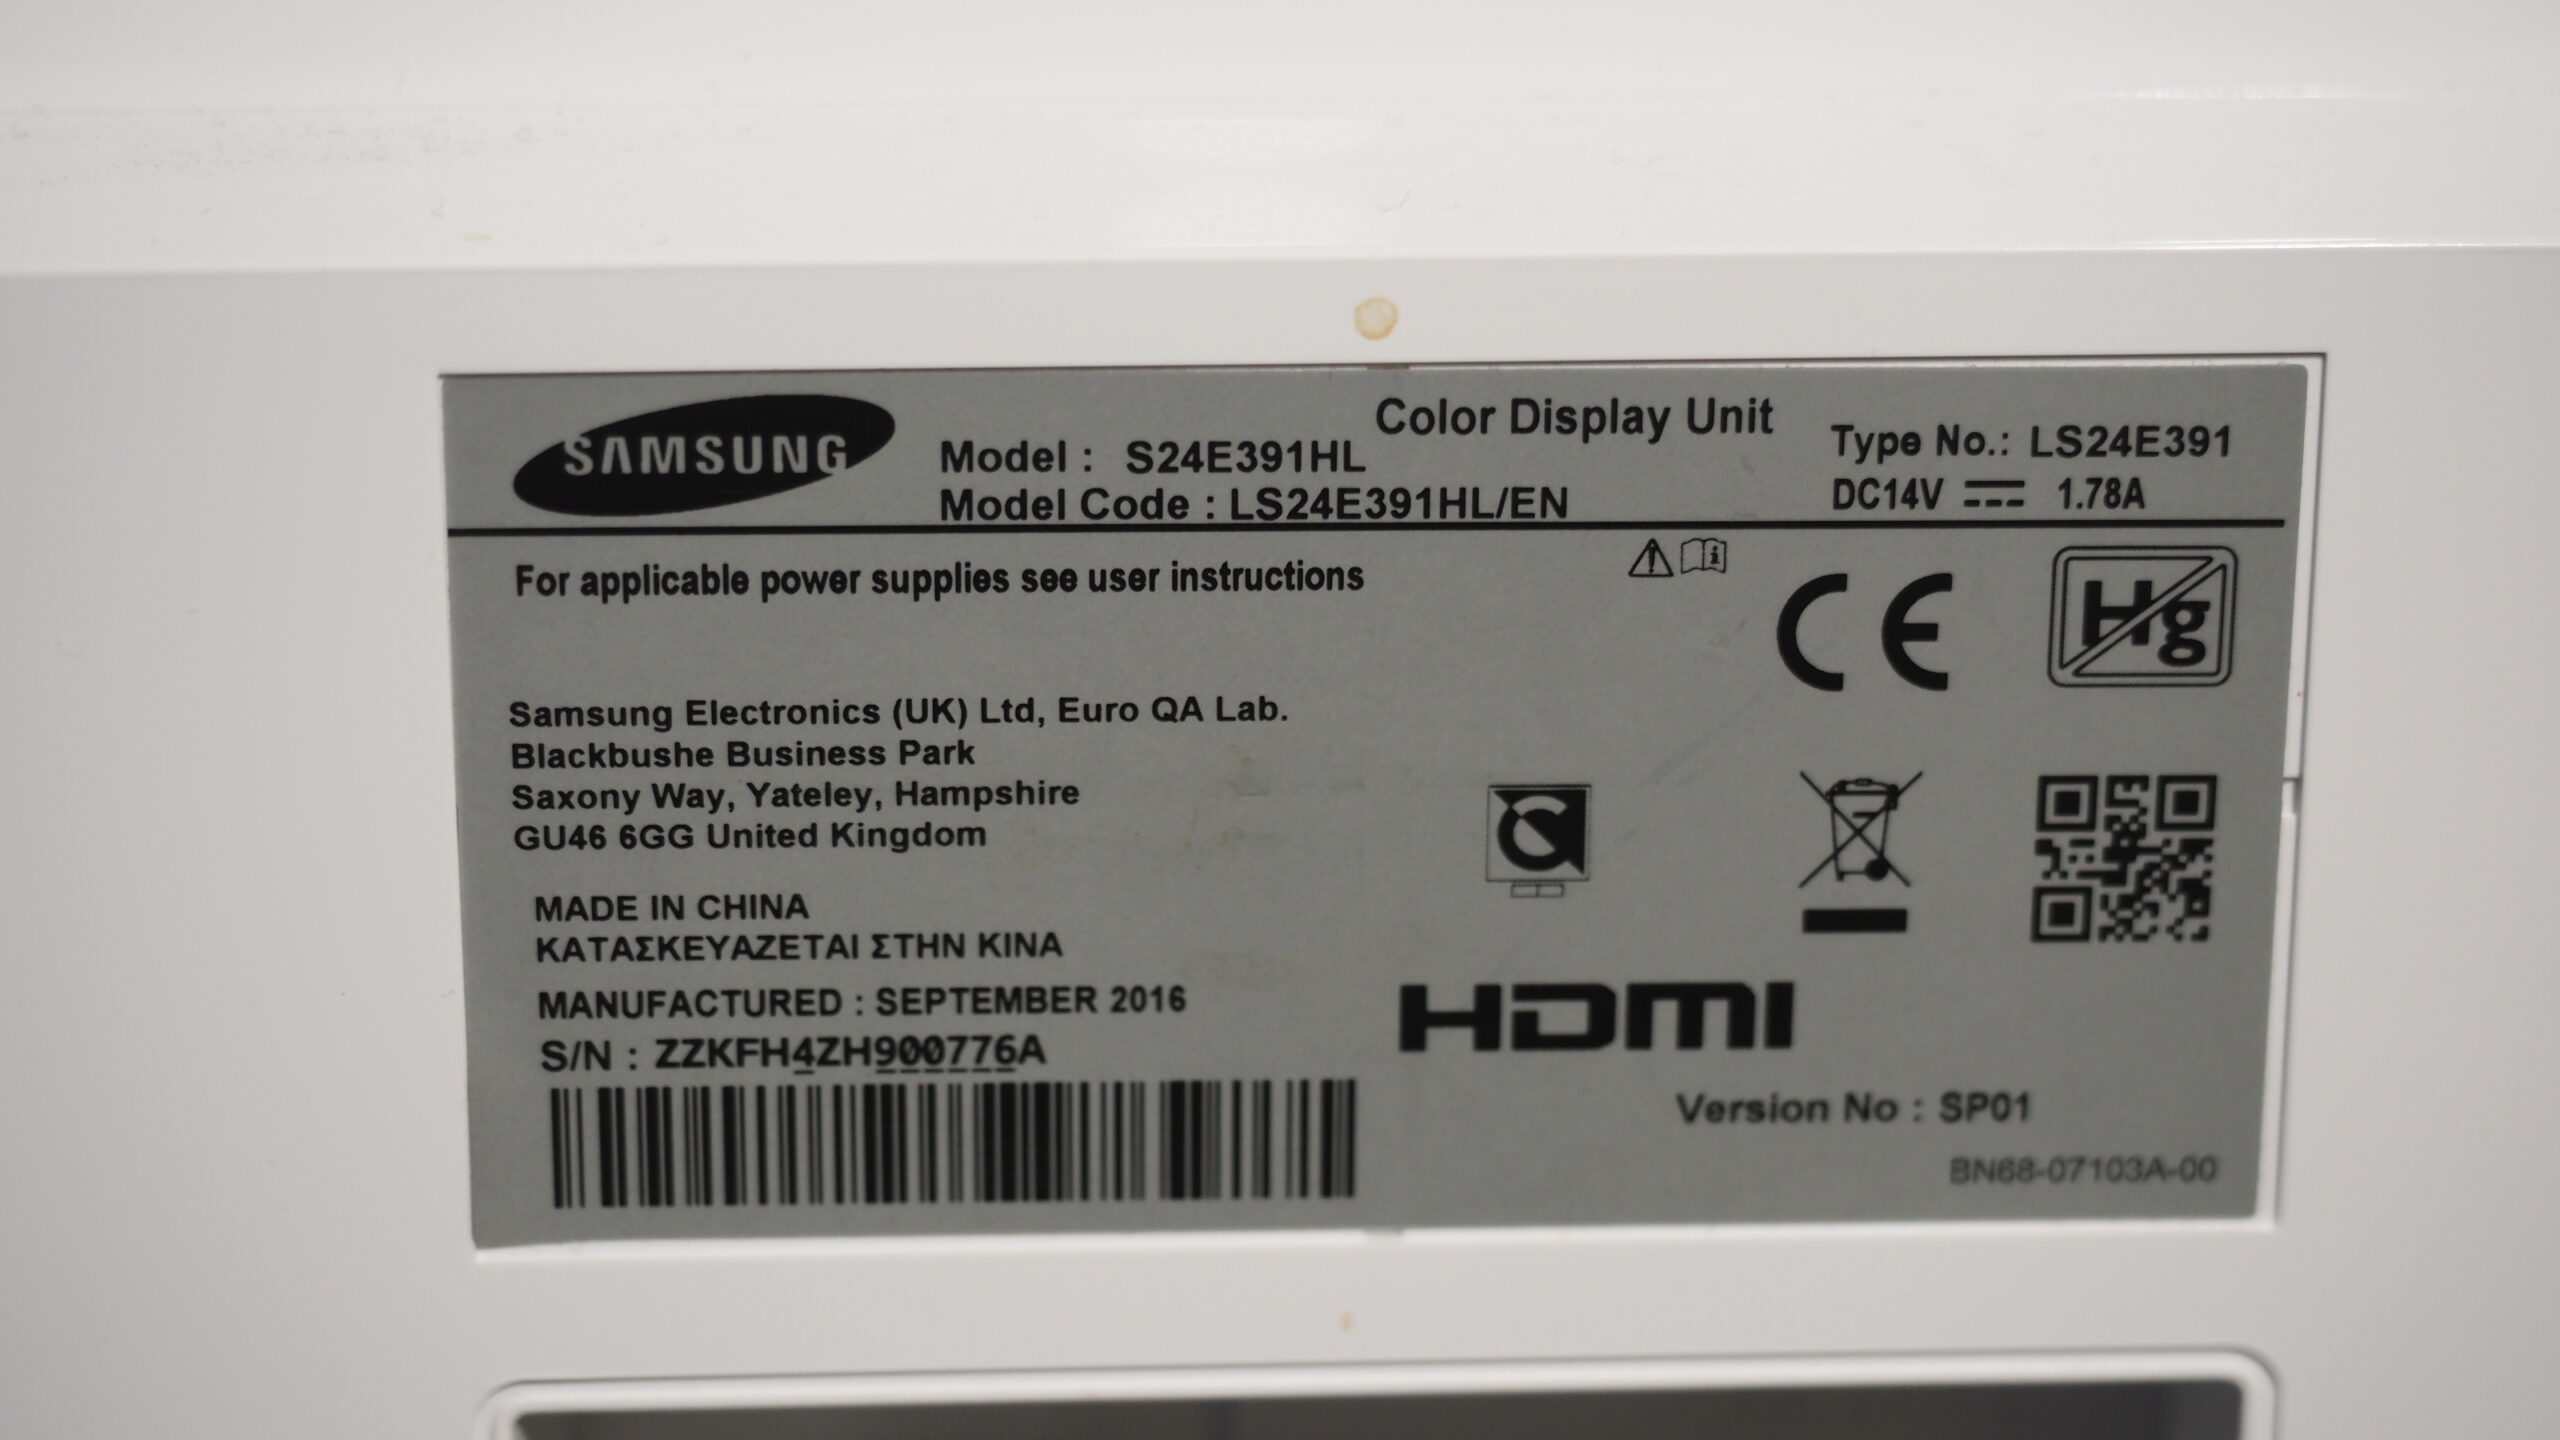 SAMSUNG
Color Display Unit
Model : S24E391HL
Model Code : LS24E391HL/EN
Type No.: LS24E391
DC14V ⎓ 1.78A
For applicable power supplies see user instructions
CE
Hg
Samsung Electronics (UK) Ltd, Euro QA Lab.
Blackbushe Business Park
Saxony Way, Yateley, Hampshire
GU46 6GG United Kingdom
MADE IN CHINA
ΚΑΤΑΣΚΕΥΑΖΕΤΑΙ ΣΤΗΝ ΚΙΝΑ
MANUFACTURED : SEPTEMBER 2016
S/N : ZZKFH4ZH900776A
HDMI
Version No : SP01
BN68-07103A-00